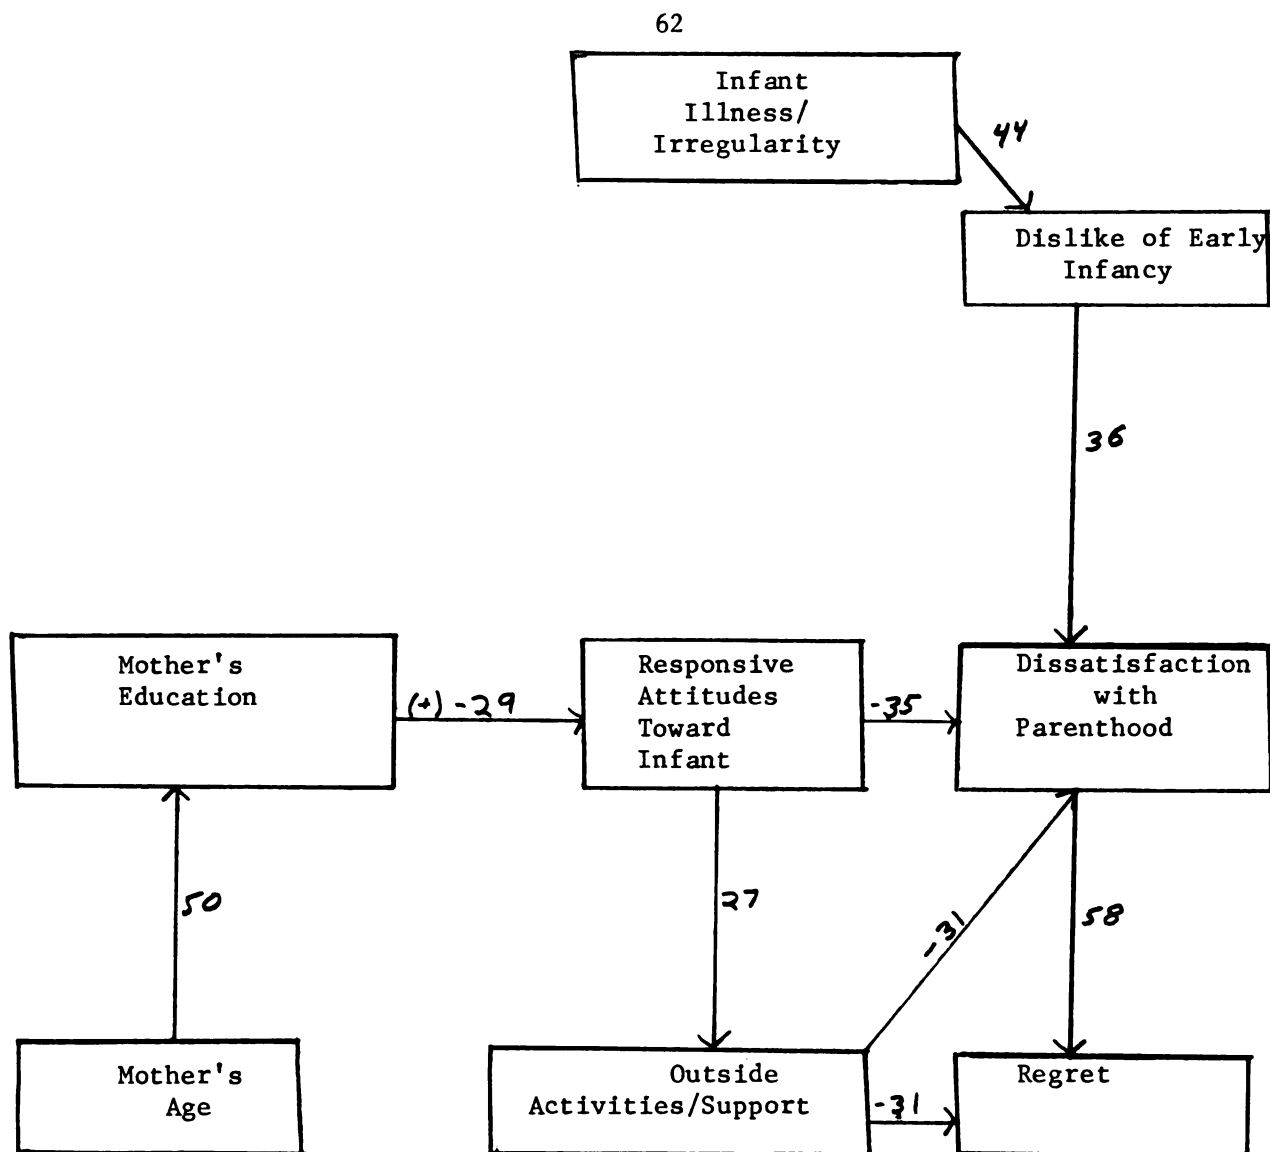 62
Infant
Illness/
Irregularity
44
Dislike of Early
Infancy
36
Mother's
Education
(+) -29
Responsive
Attitudes
Toward
Infant
-35
Dissatisfaction
with
Parenthood
50
27
-31
58
Mother's
Age
Outside
Activities/Support
-31
Regret